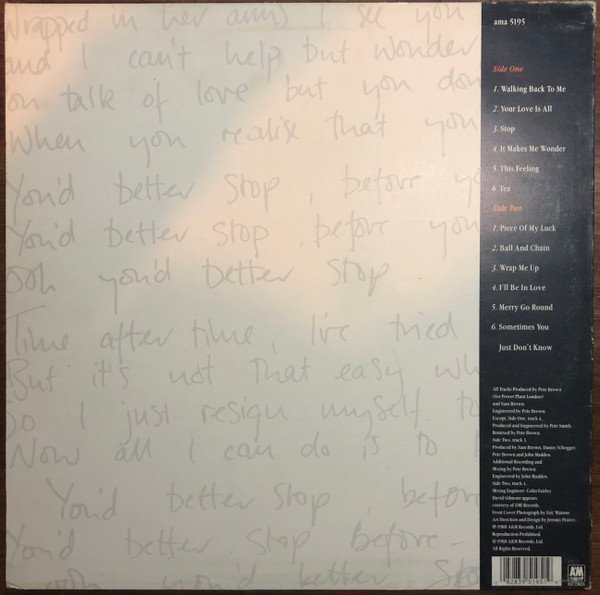 Wrapped in her arms I see you
and I can't help but wonder
on talk of love but you don
When you realise that you
You'd better stop, before yo
You'd better stop, before you
ooh you'd better stop.
Time after time, I've tried
But it's not that easy wh
So I just resign myself to
Now all I can do is to
You'd better stop, before
You'd better stop before
you'd better Sto
ama 5195
Side One
1. Walking Back To Me
2. Your Love Is All
3. Stop
4. It Makes Me Wonder
5. This Feeling
6. Tea
Side Two
1. Piece Of My Luck
2. Ball And Chain
3. Wrap Me Up
4. I'll Be In Love
5. Merry Go Round
6. Sometimes You
Just Don't Know
All Tracks Produced by Pete Brown
(for Power Plant London)
and Sam Brown.
Engineered by Pete Brown.
Except, Side One, track 4.
Produced and Engineered by Pete Smith.
Remixed by Pete Brown.
Side Two, track 3.
Produced by Sam Brown, Danny Schogger,
Pete Brown and John Madden
Additional Recording and
Mixing by Pete Brown.
Engineered by John Madden.
Side Two, track 4.
Mixing Engineer: Colin Fairley
David Gilmour appears
courtesy of EMI Records.
Front Cover Photograph by Eric Watson
Art Direction and Design by Jeremy Pearce.
℗ 1988 A&M Records, Ltd.
Reproduction Prohibited.
© 1988 A&M Records, Ltd.
All Rights Reserved.
A&M
RECORDS